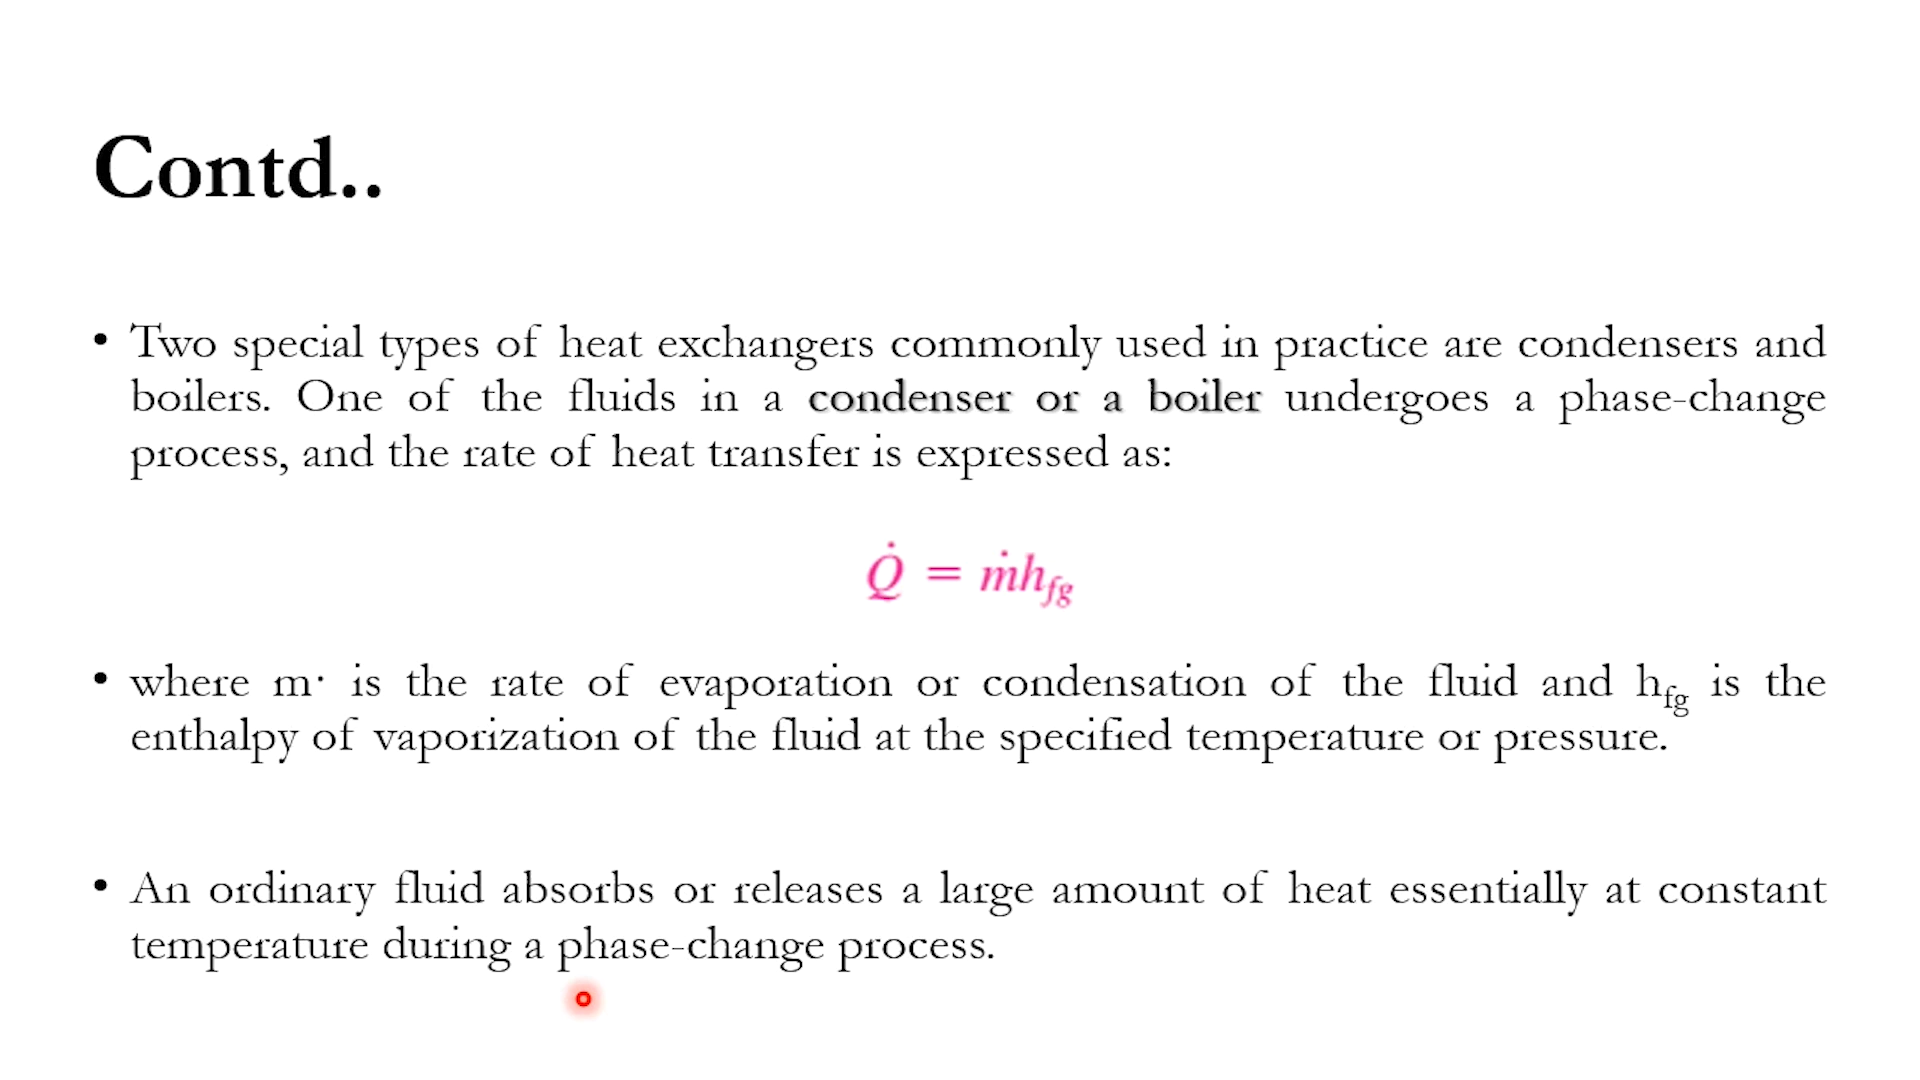 Contd..
• Two special types of heat exchangers commonly used in practice are condensers and
boilers. One of the fluids in a condenser or a boiler undergoes a phase-change
process, and the rate of heat transfer is expressed as:
Q̇ = ṁh_fg
• where m· is the rate of evaporation or condensation of the fluid and h_fg is the
enthalpy of vaporization of the fluid at the specified temperature or pressure.
• An ordinary fluid absorbs or releases a large amount of heat essentially at constant
temperature during a phase-change process.